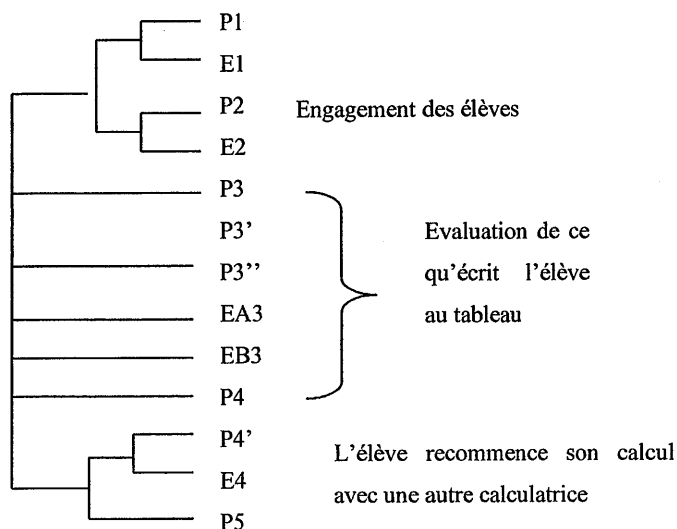 P1
E1
P2 Engagement des élèves
E2
P3
P3' Evaluation de ce
P3'' qu'écrit l'élève
EA3 au tableau
EB3
P4
P4' L'élève recommence son calcul
E4 avec une autre calculatrice
P5